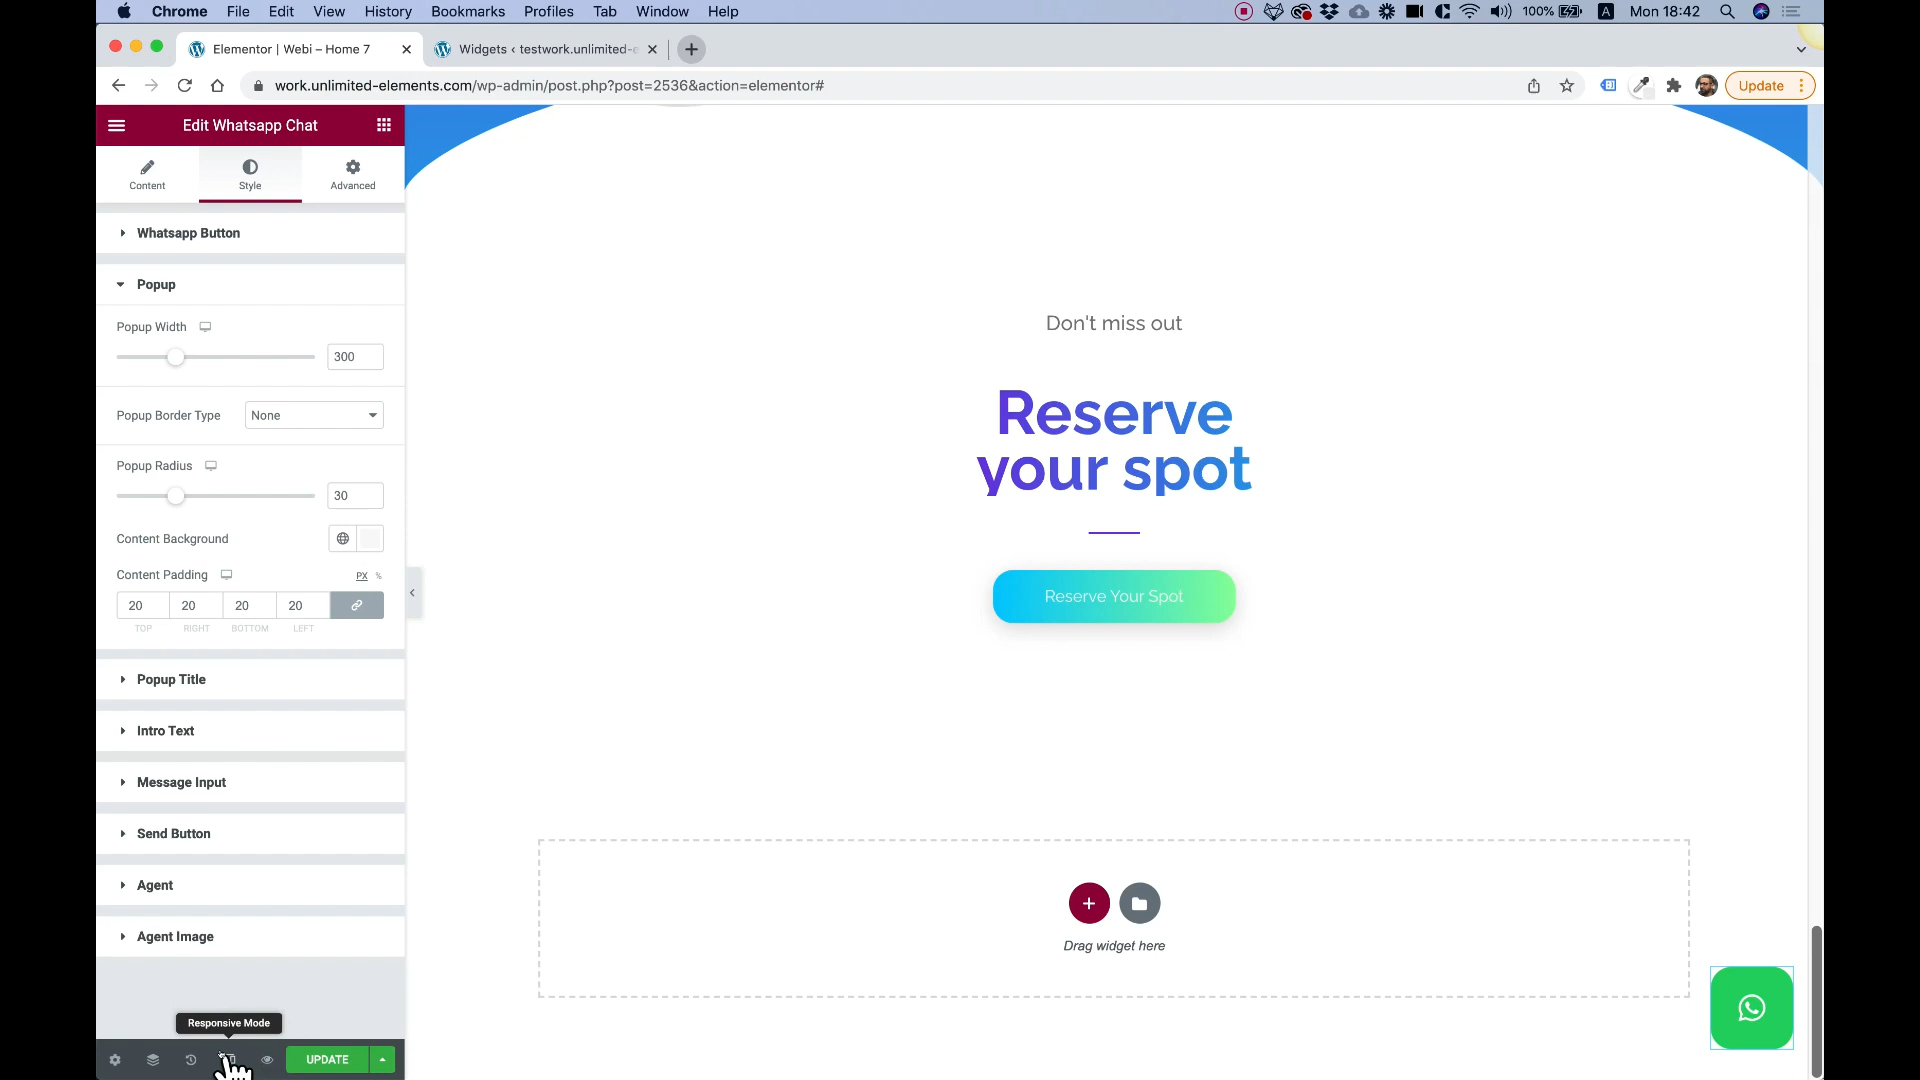 Chrome File Edit View History Bookmarks Profiles Tab Window Help 100% A Mon 18:42
Elementor | Webi – Home 7 Widgets ‹ testwork.unlimited-e
work.unlimited-elements.com/wp-admin/post.php?post=2536&action=elementor# Update
Edit Whatsapp Chat
Content Style Advanced
Whatsapp Button
Popup
Popup Width
300
Popup Border Type None
Popup Radius
30
Content Background
Content Padding PX %
20 20 20 20
TOP RIGHT BOTTOM LEFT
Popup Title
Intro Text
Message Input
Send Button
Agent
Agent Image
Responsive Mode
UPDATE
Don't miss out
Reserve
your spot
Reserve Your Spot
Drag widget here